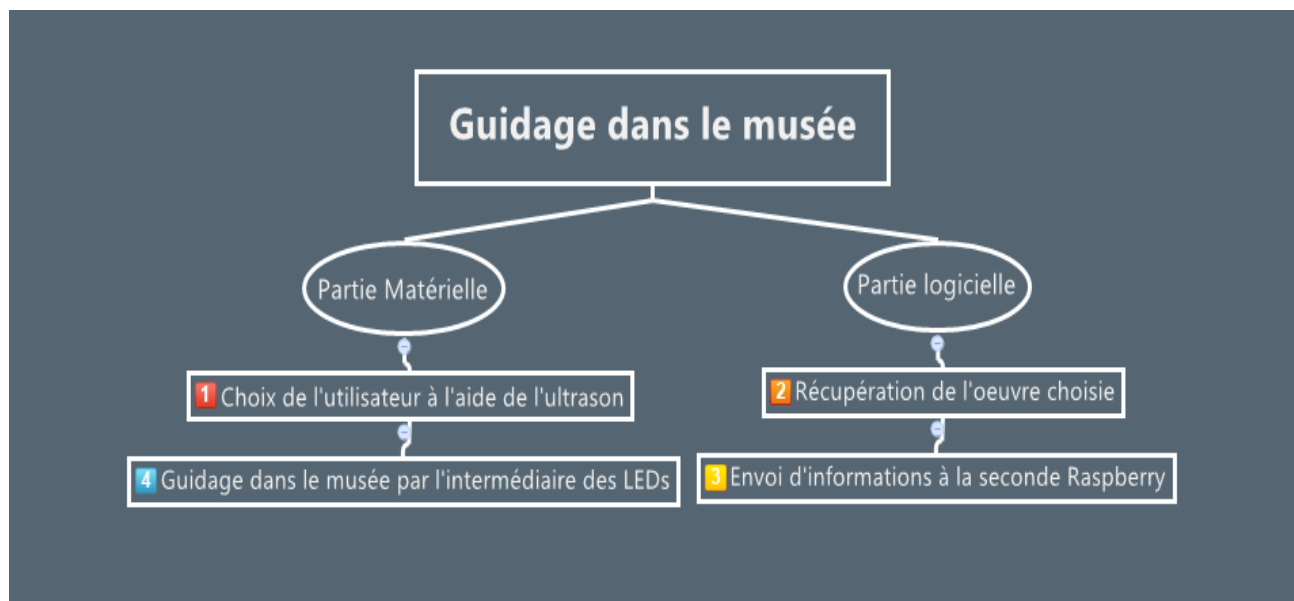 Guidage dans le musée
Partie Matérielle
Partie logicielle
1 Choix de l'utilisateur à l'aide de l'ultrason
2 Récupération de l'oeuvre choisie
4 Guidage dans le musée par l'intermédiaire des LEDs
3 Envoi d'informations à la seconde Raspberry